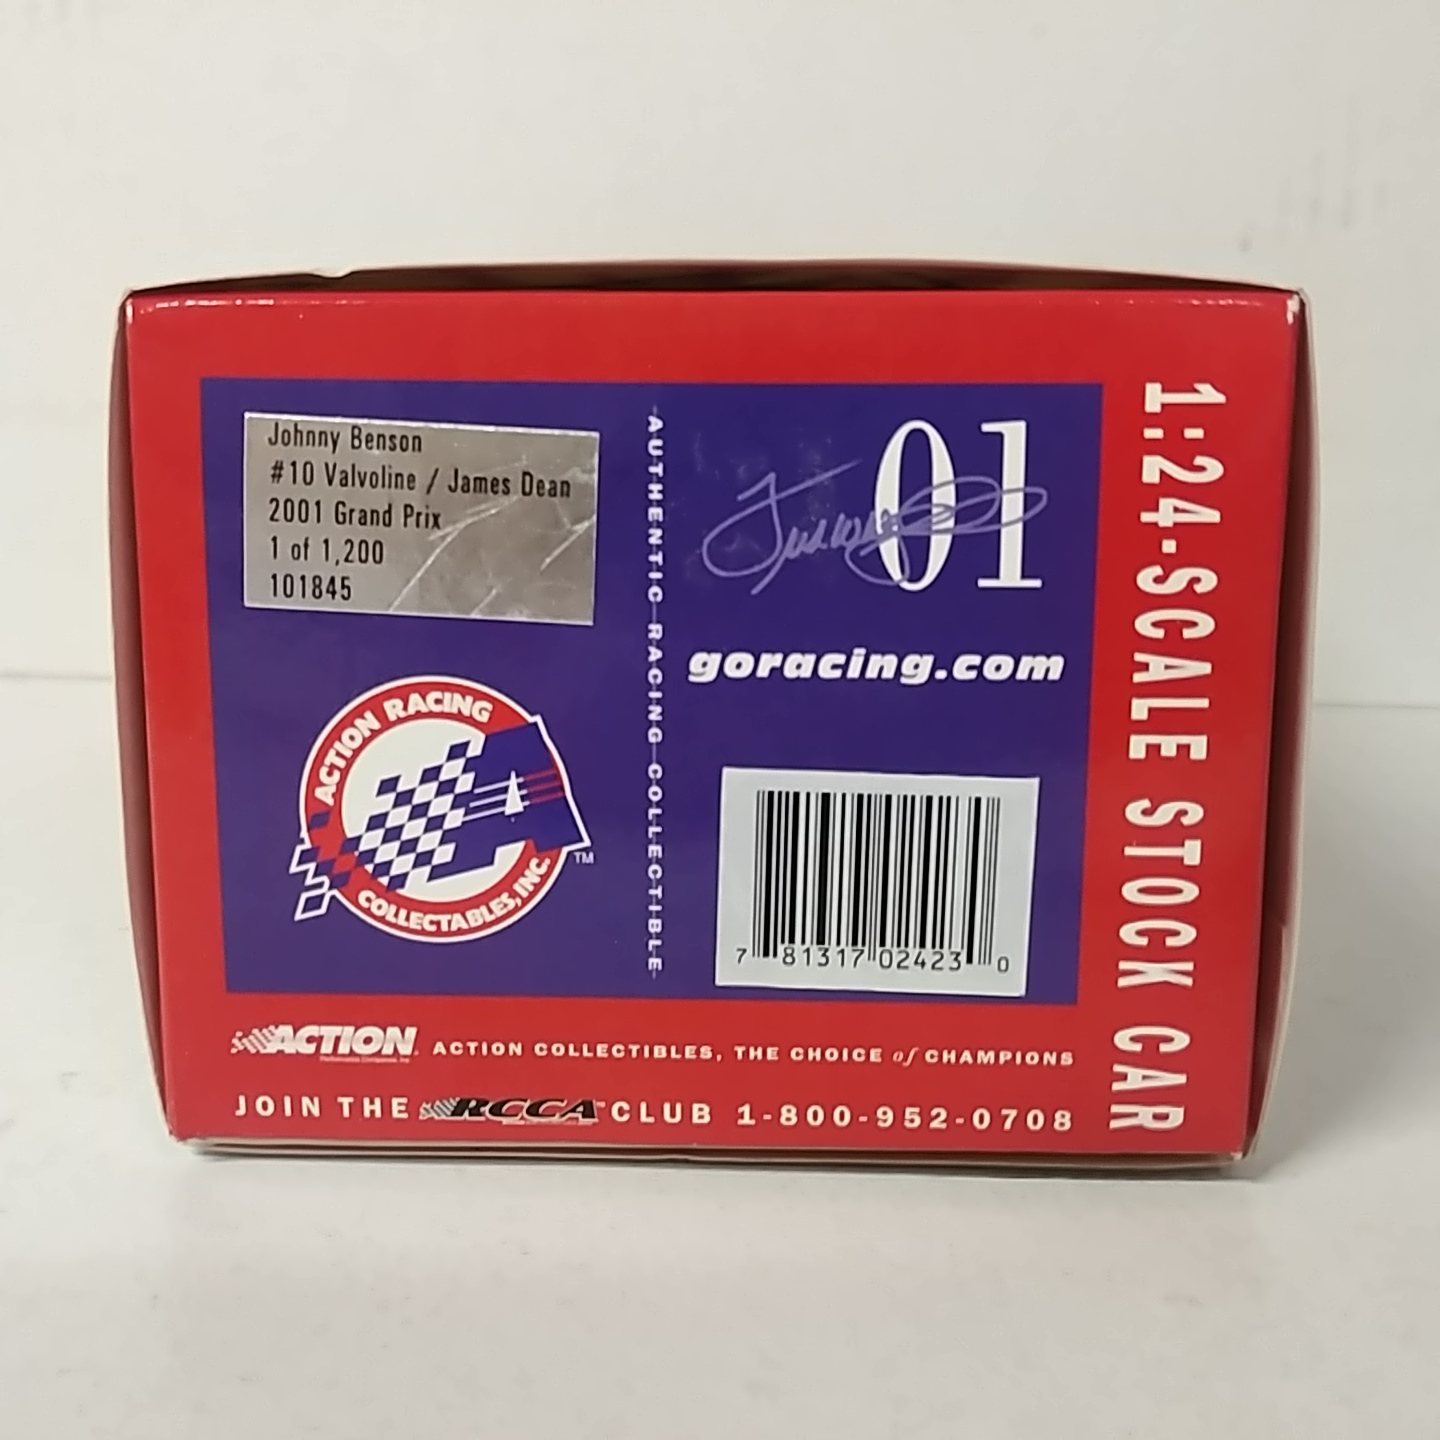 Johnny Benson
#10 Valvoline / James Dean
2001 Grand Prix
1 of 1,200
101845
AUTHENTIC RACING COLLECTIBLE
01
goracing.com
ACTION RACING
COLLECTABLES, INC.
TM
7 81317 02423 0
1:24-SCALE STOCK CAR
ACTION
ACTION COLLECTIBLES, THE CHOICE of CHAMPIONS
JOIN THE RCCA CLUB 1-800-952-0708